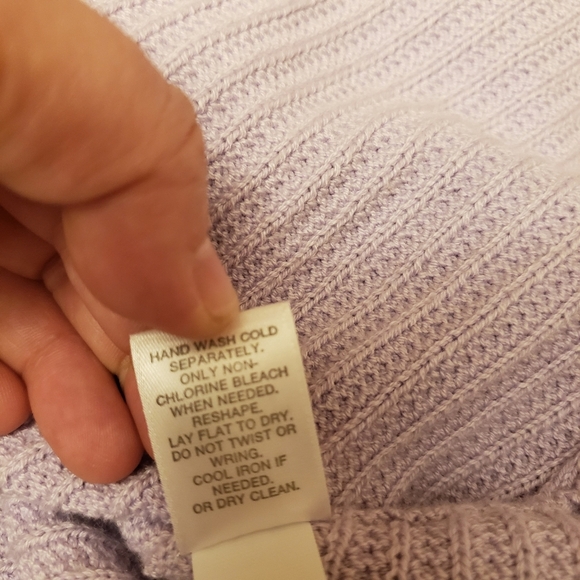 HAND WASH COLD
SEPARATELY.
ONLY NON-
CHLORINE BLEACH
WHEN NEEDED.
RESHAPE.
LAY FLAT TO DRY.
DO NOT TWIST OR
WRING.
COOL IRON IF
NEEDED.
OR DRY CLEAN.